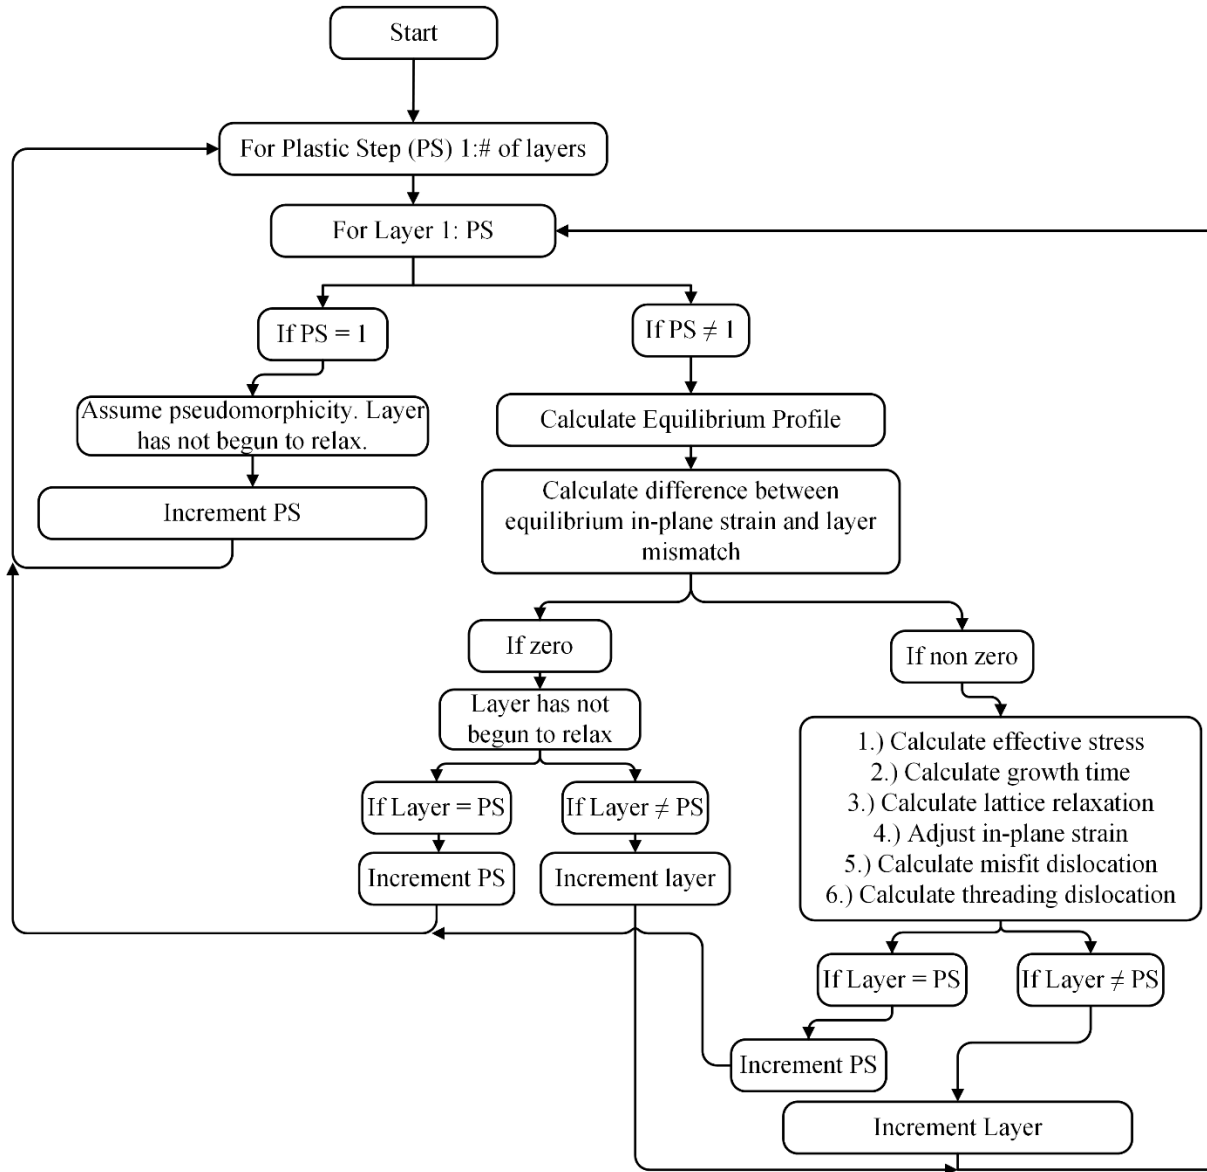 Start
For Plastic Step (PS) 1:# of layers
For Layer 1: PS
If PS = 1
If PS ≠ 1
Assume pseudomorphicity. Layer
has not begun to relax.
Calculate Equilibrium Profile
Increment PS
Calculate difference between
equilibrium in-plane strain and layer
mismatch
If zero
If non zero
Layer has not
begun to relax
1.) Calculate effective stress
2.) Calculate growth time
3.) Calculate lattice relaxation
4.) Adjust in-plane strain
5.) Calculate misfit dislocation
6.) Calculate threading dislocation
If Layer = PS
If Layer ≠ PS
Increment PS
Increment layer
If Layer = PS
If Layer ≠ PS
Increment PS
Increment Layer